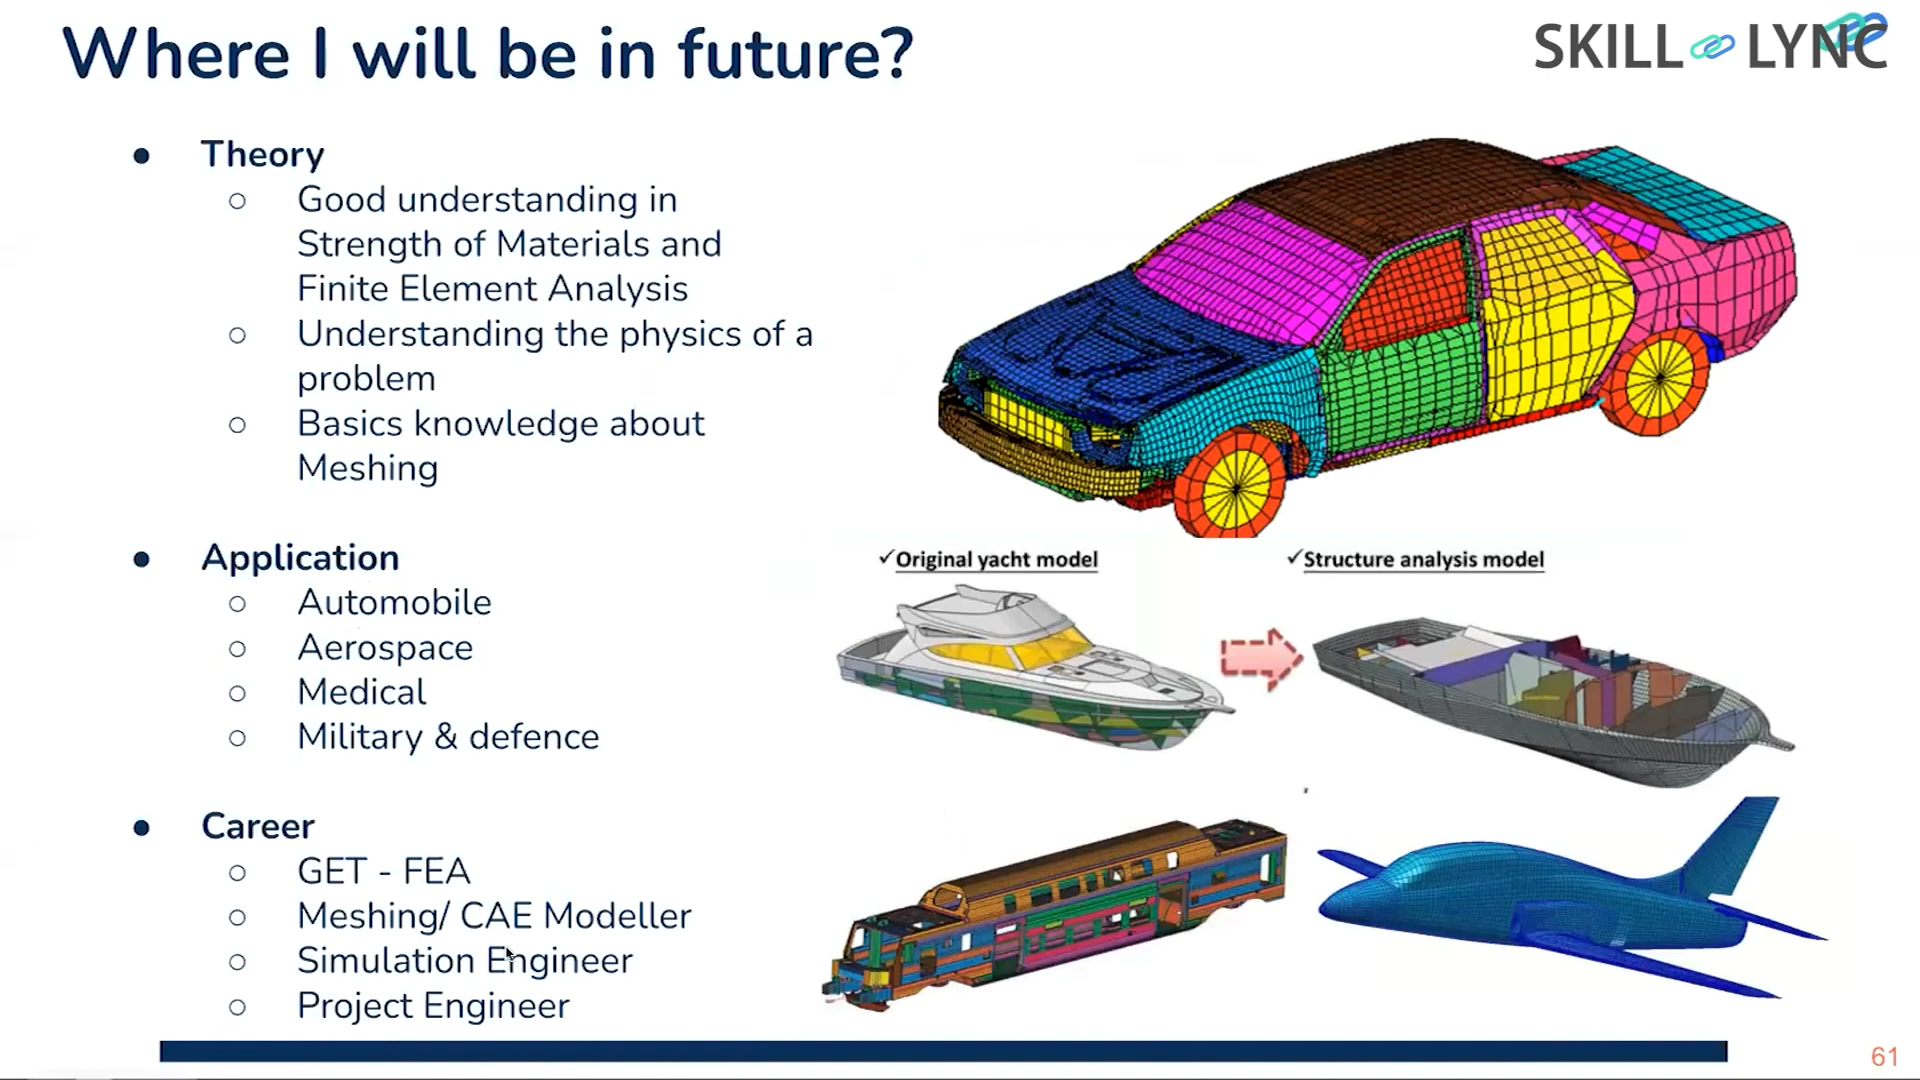 Where I will be in future?
SKILL LYNC
● Theory
○ Good understanding in
Strength of Materials and
Finite Element Analysis
○ Understanding the physics of a
problem
○ Basics knowledge about
Meshing
● Application
○ Automobile
○ Aerospace
○ Medical
○ Military & defence
● Career
○ GET - FEA
○ Meshing/ CAE Modeller
○ Simulation Engineer
○ Project Engineer
✓Original yacht model
✓Structure analysis model
61